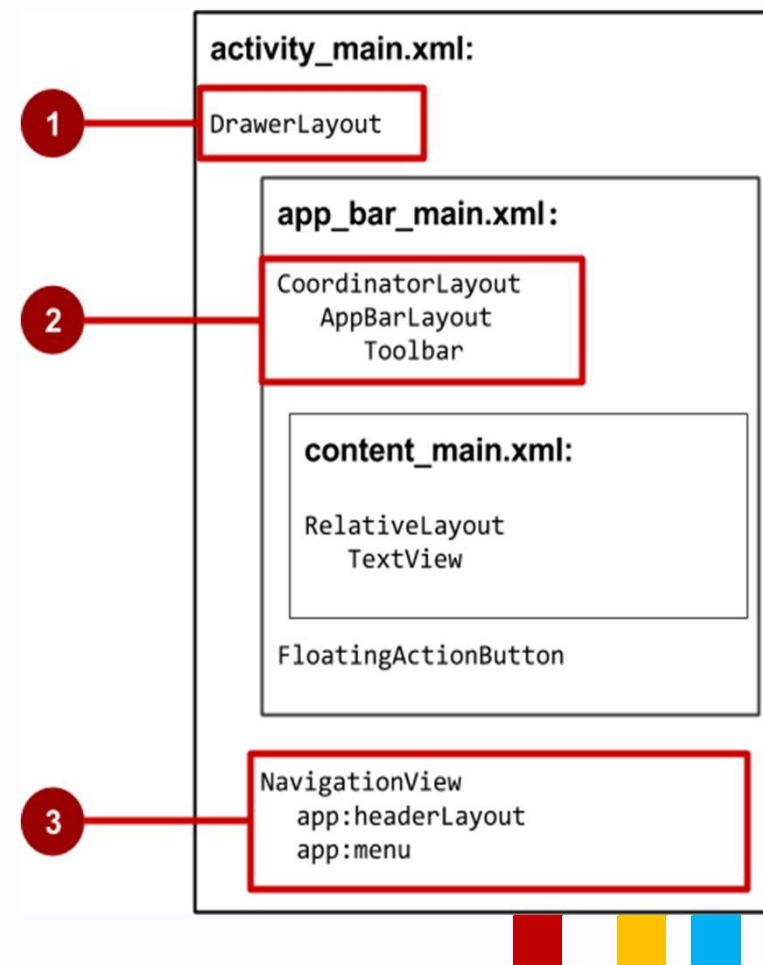 activity_main.xml:
1
DrawerLayout
app_bar_main.xml:
2
CoordinatorLayout
AppBarLayout
Toolbar
content_main.xml:
RelativeLayout
TextView
FloatingActionButton
3
NavigationView
app:headerLayout
app:menu